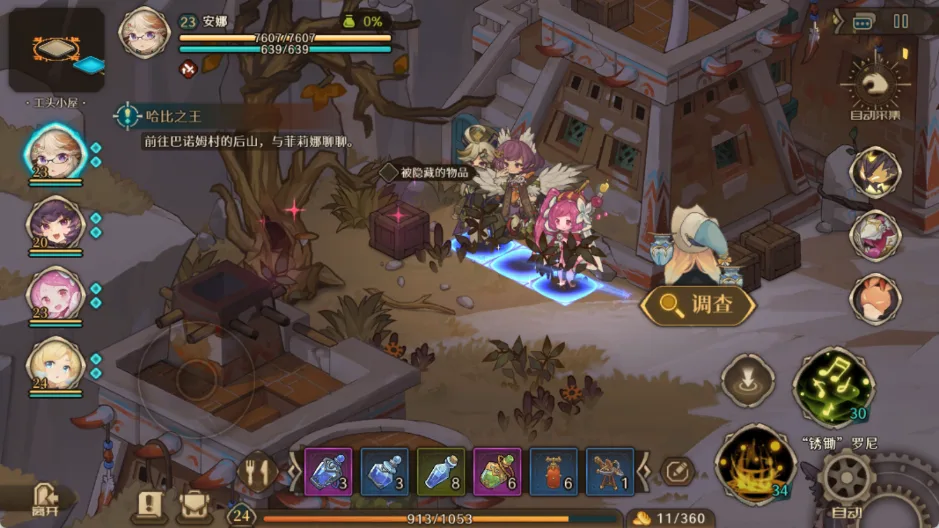 23 安娜
0%
7607/7607
639/639
·工头小屋·
哈比之王
前往巴诺姆村的后山，与菲莉娜聊聊。
自动采集
被隐藏的物品
23
20
23
24
调查
30
"锈锄" 罗尼
34
3
3
8
6
6
1
离开
24
913/1053
11/360
自动